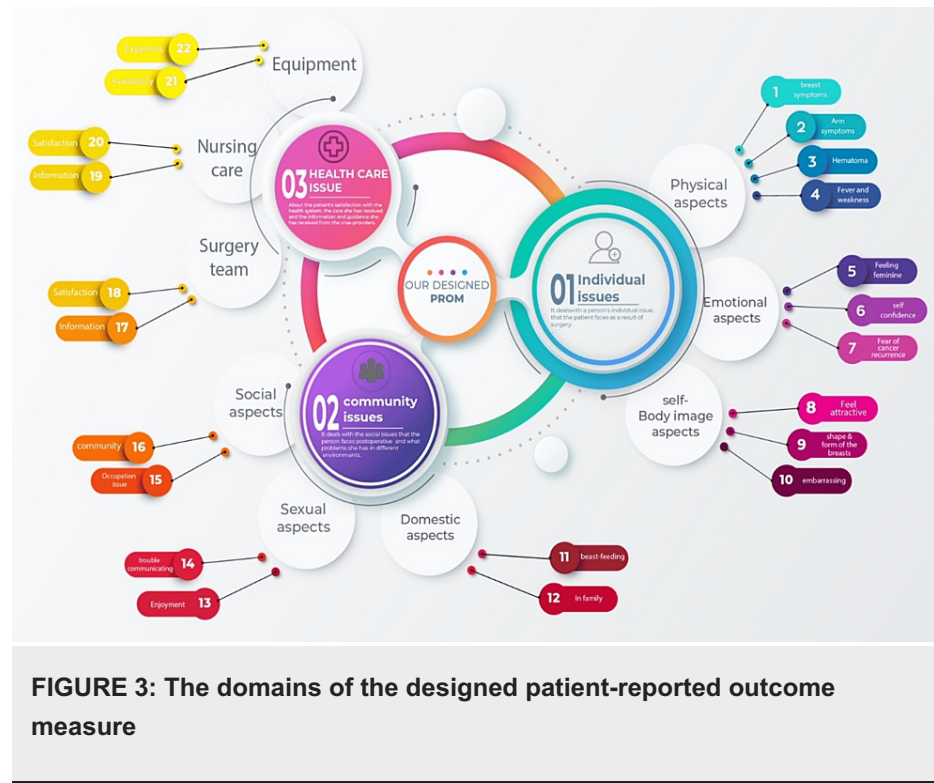 22
Expertise
21
Availability
Equipment
20
Satisfaction
19
Information
Nursing
care
Surgery
team
18
Satisfaction
17
Information
03 HEALTH CARE
ISSUE
About the patient's satisfaction with the
health system, the care she has received
and the information and guidance she
has received from the
OUR DESIGNED
PROM
01 Individual
issues
It dealswith a person's individual issue,
that the patient faces as a result of
surgery.
Physical
aspects
1
breast
symptoms
2
Arm
symptoms
3
Hematoma
4
Fever and
weakness
Emotional
aspects
5
Feeling
feminine
6
self
confidence
7
Fear of
cancer
recurrence
self-
Body image
aspects
8
Feel
attractive
9
shape &
form of the
breasts
10
embarrassing
02 community
issues
It deals with the social issues that the
person faces postoperative and what
problems she has in different
environments.
Social
aspects
community
16
Occupation
issue
15
Sexual
aspects
trouble
communicating
14
Enjoyment
13
Domestic
aspects
11
beast-feeding
12
In family
FIGURE 3: The domains of the designed patient-reported outcome
measure